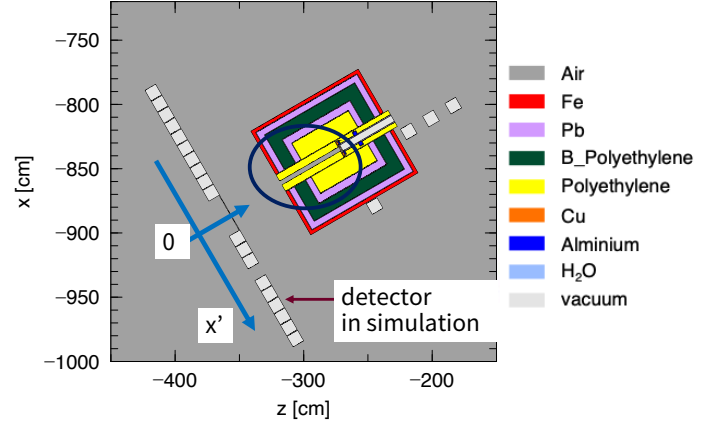 −720
−800
−850
−900
−950
−1000
x [cm]
−400
−300
−200
z [cm]
0
x’
detector
in simulation
Air
Fe
Pb
B_Polyethylene
Polyethylene
Cu
Alminium
H₂O
vacuum